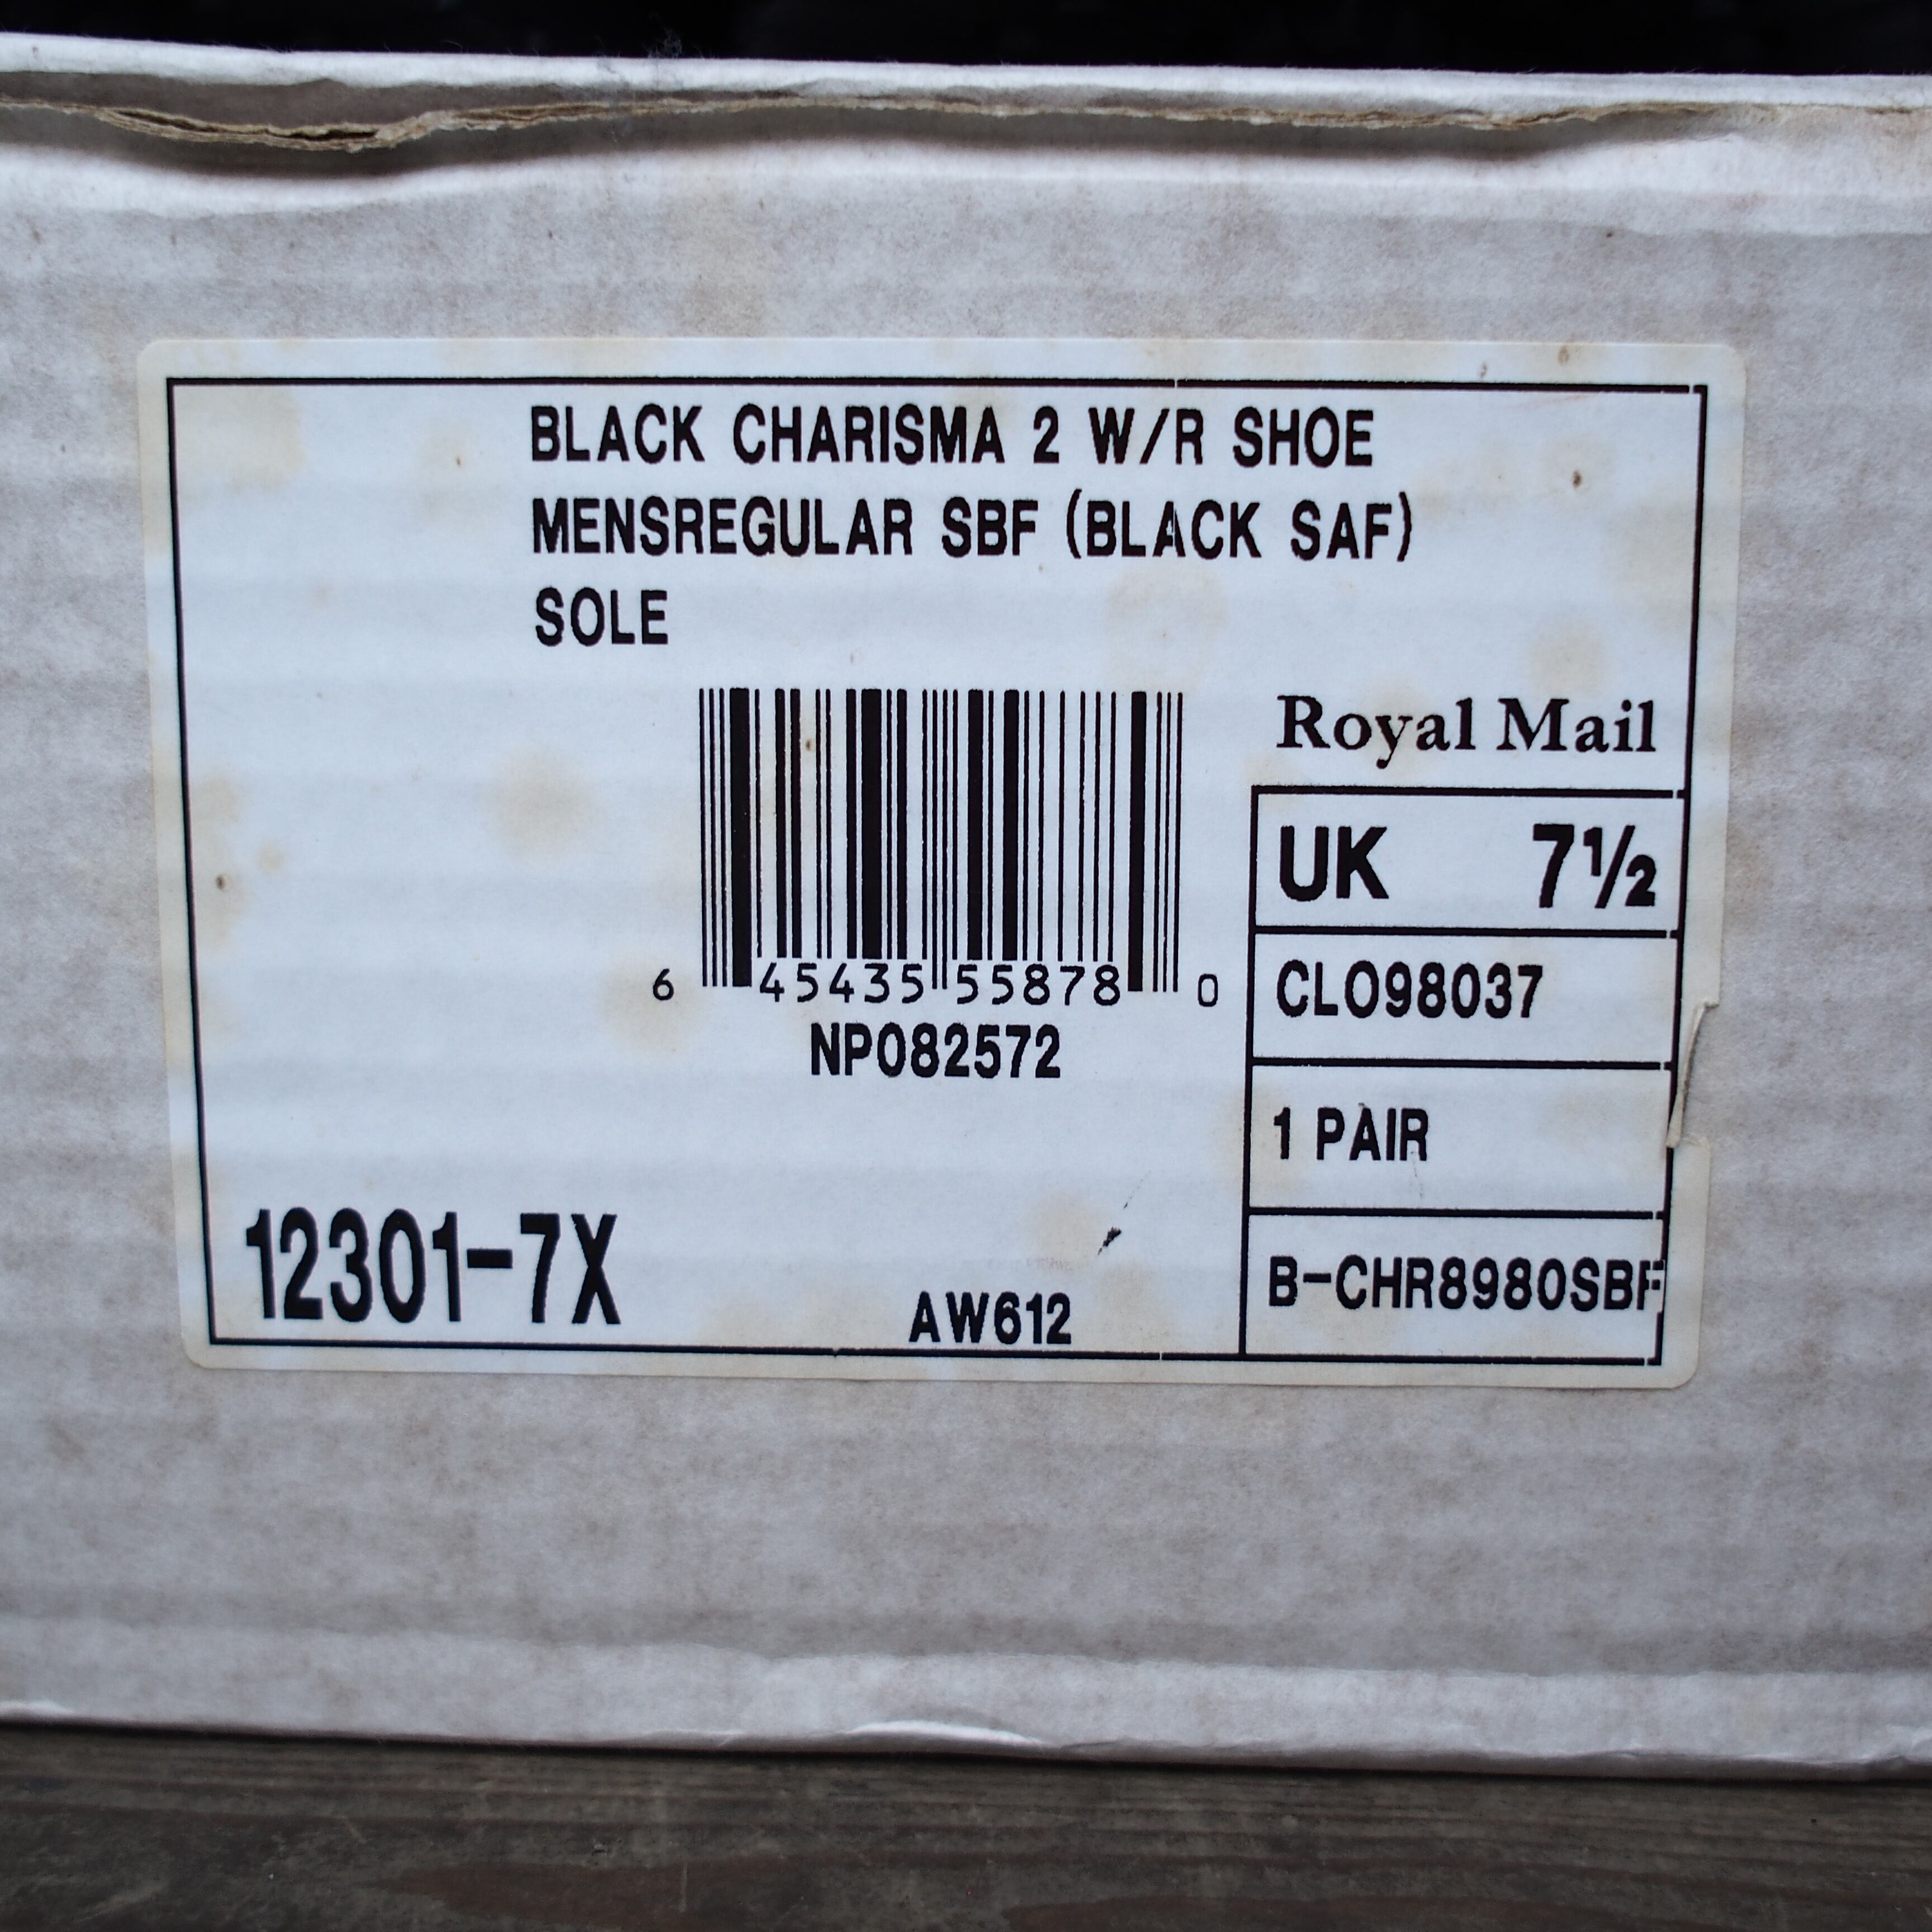 BLACK CHARISMA 2 W/R SHOE
MENSREGULAR SBF (BLACK SAF)
SOLE
Royal Mail
UK 7½
6 45435 55878 0
CLO98037
NP082572
1 PAIR
12301-7X
B-CHR8980SBF
AW612